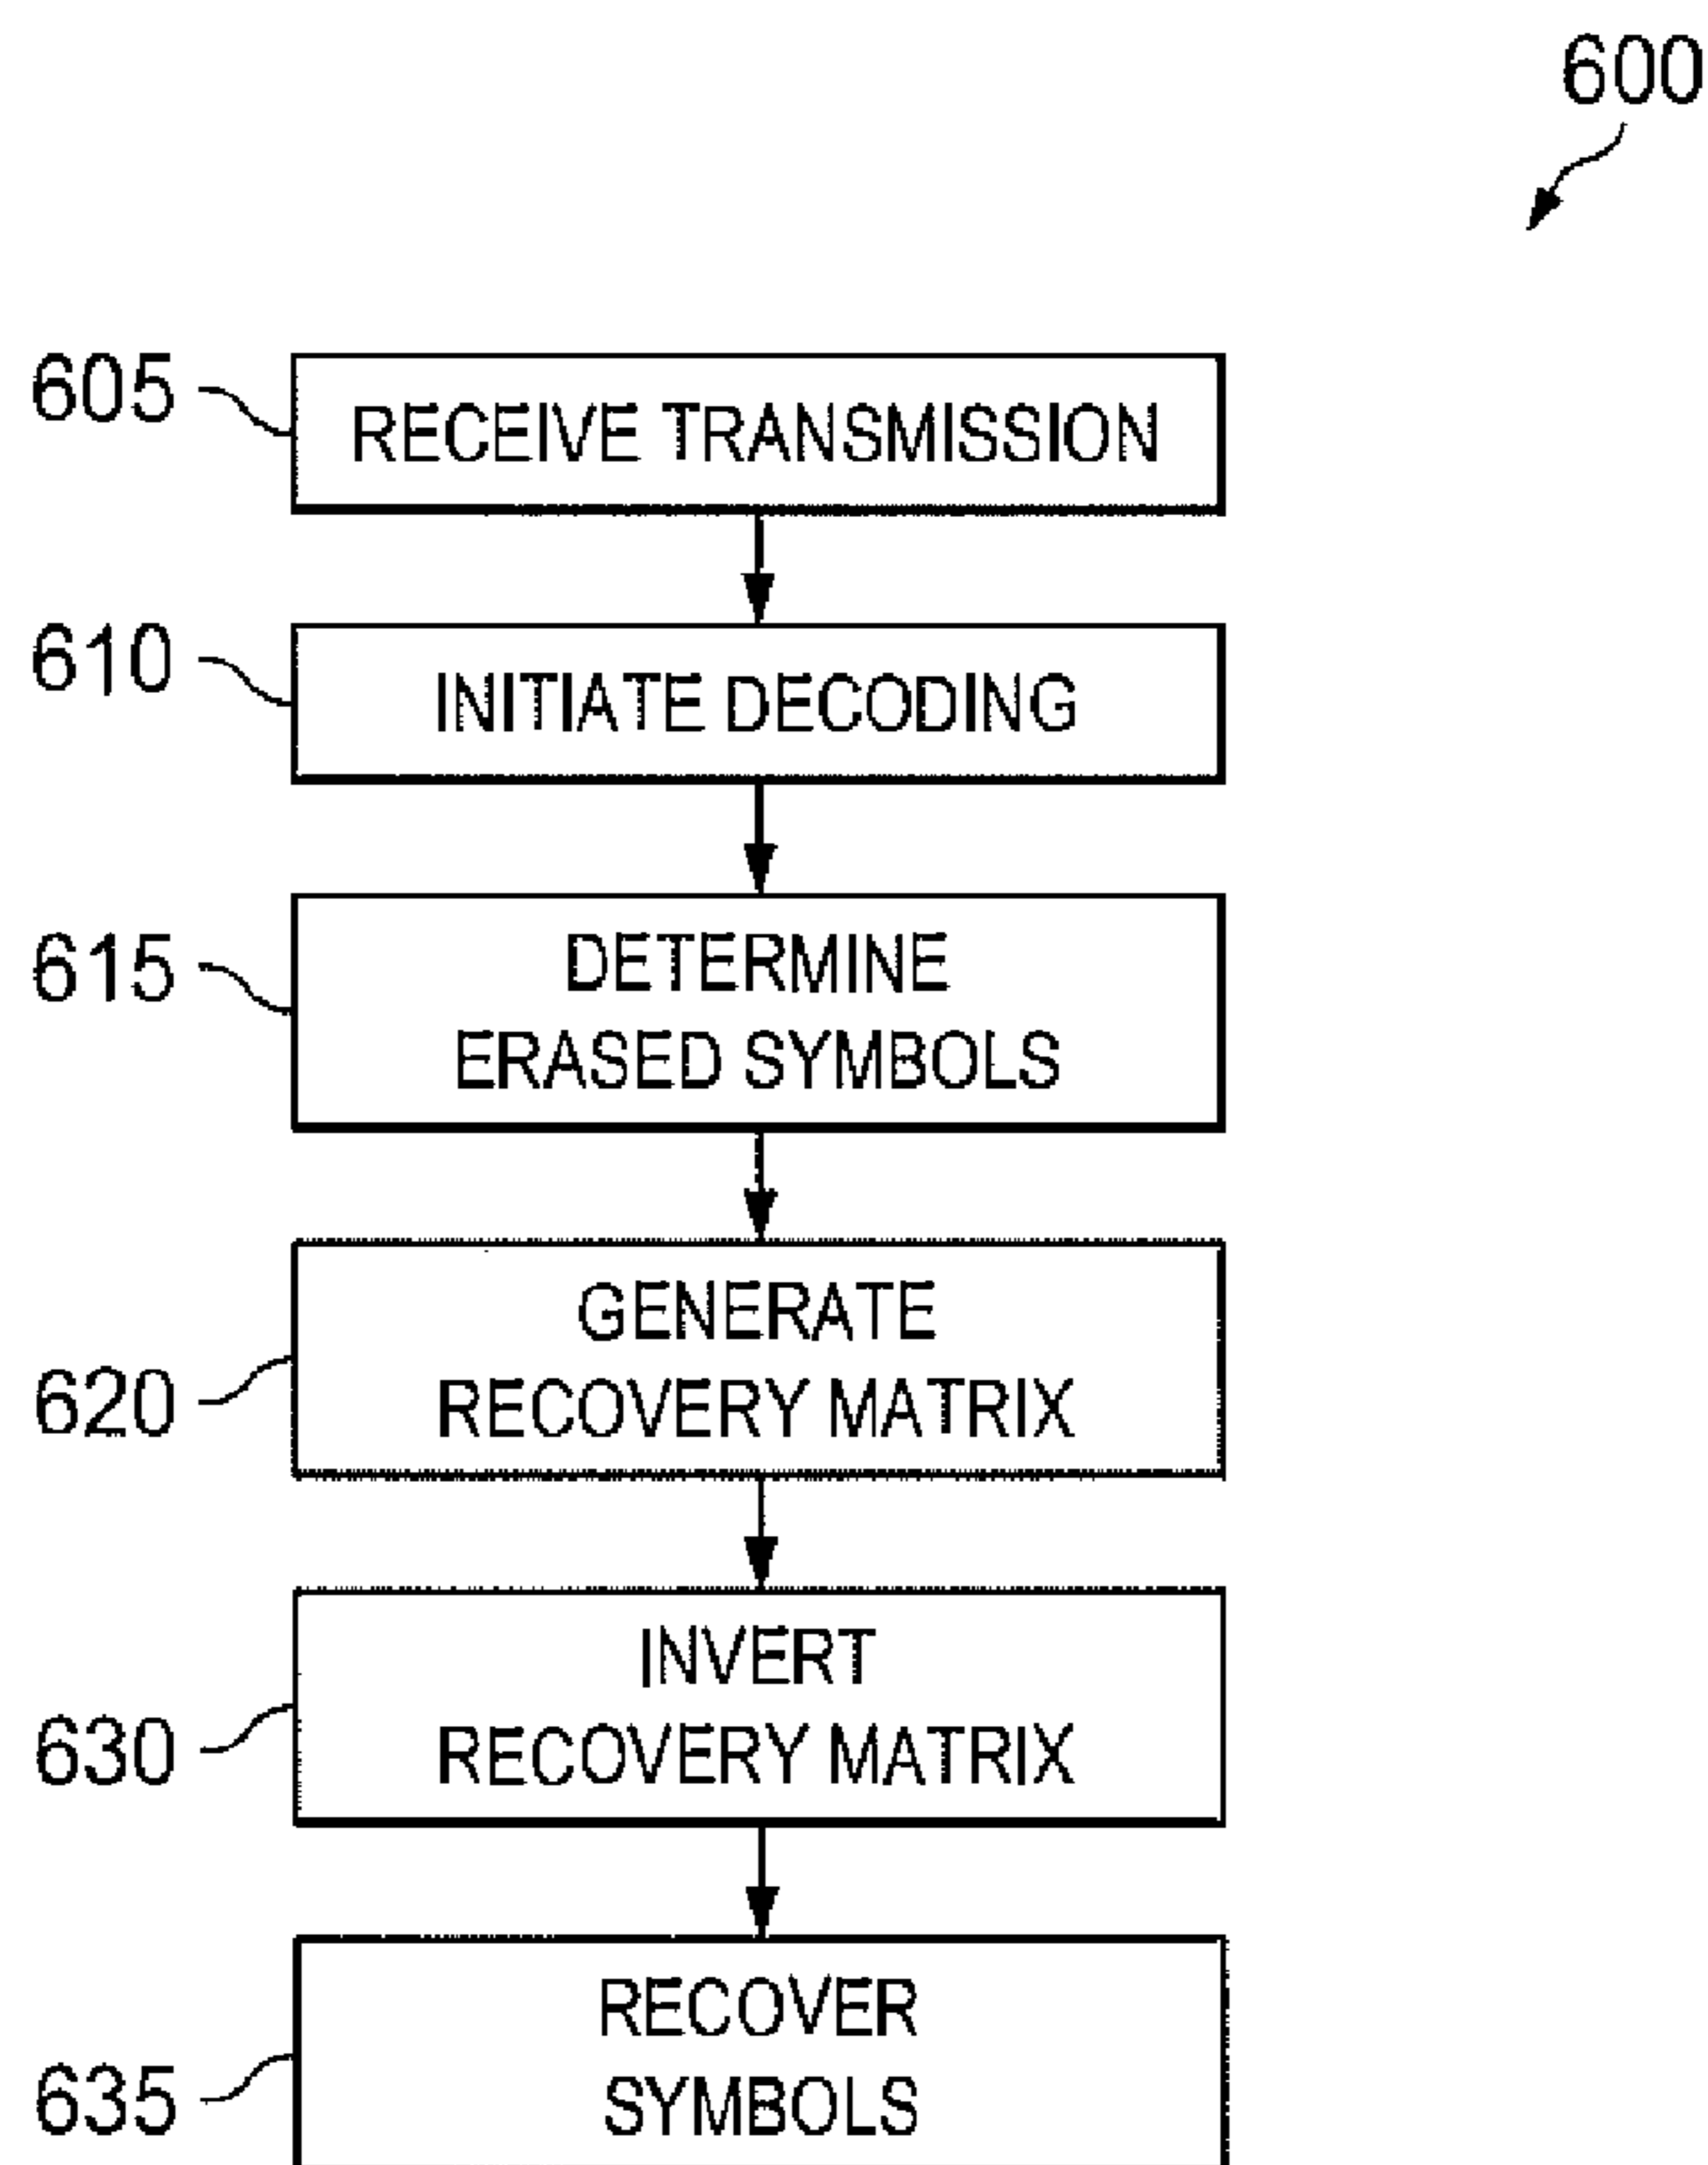 600
605
RECEIVE TRANSMISSION
610
INITIATE DECODING
615
DETERMINE
ERASED SYMBOLS
620
GENERATE
RECOVERY MATRIX
630
INVERT
RECOVERY MATRIX
635
RECOVER
SYMBOLS